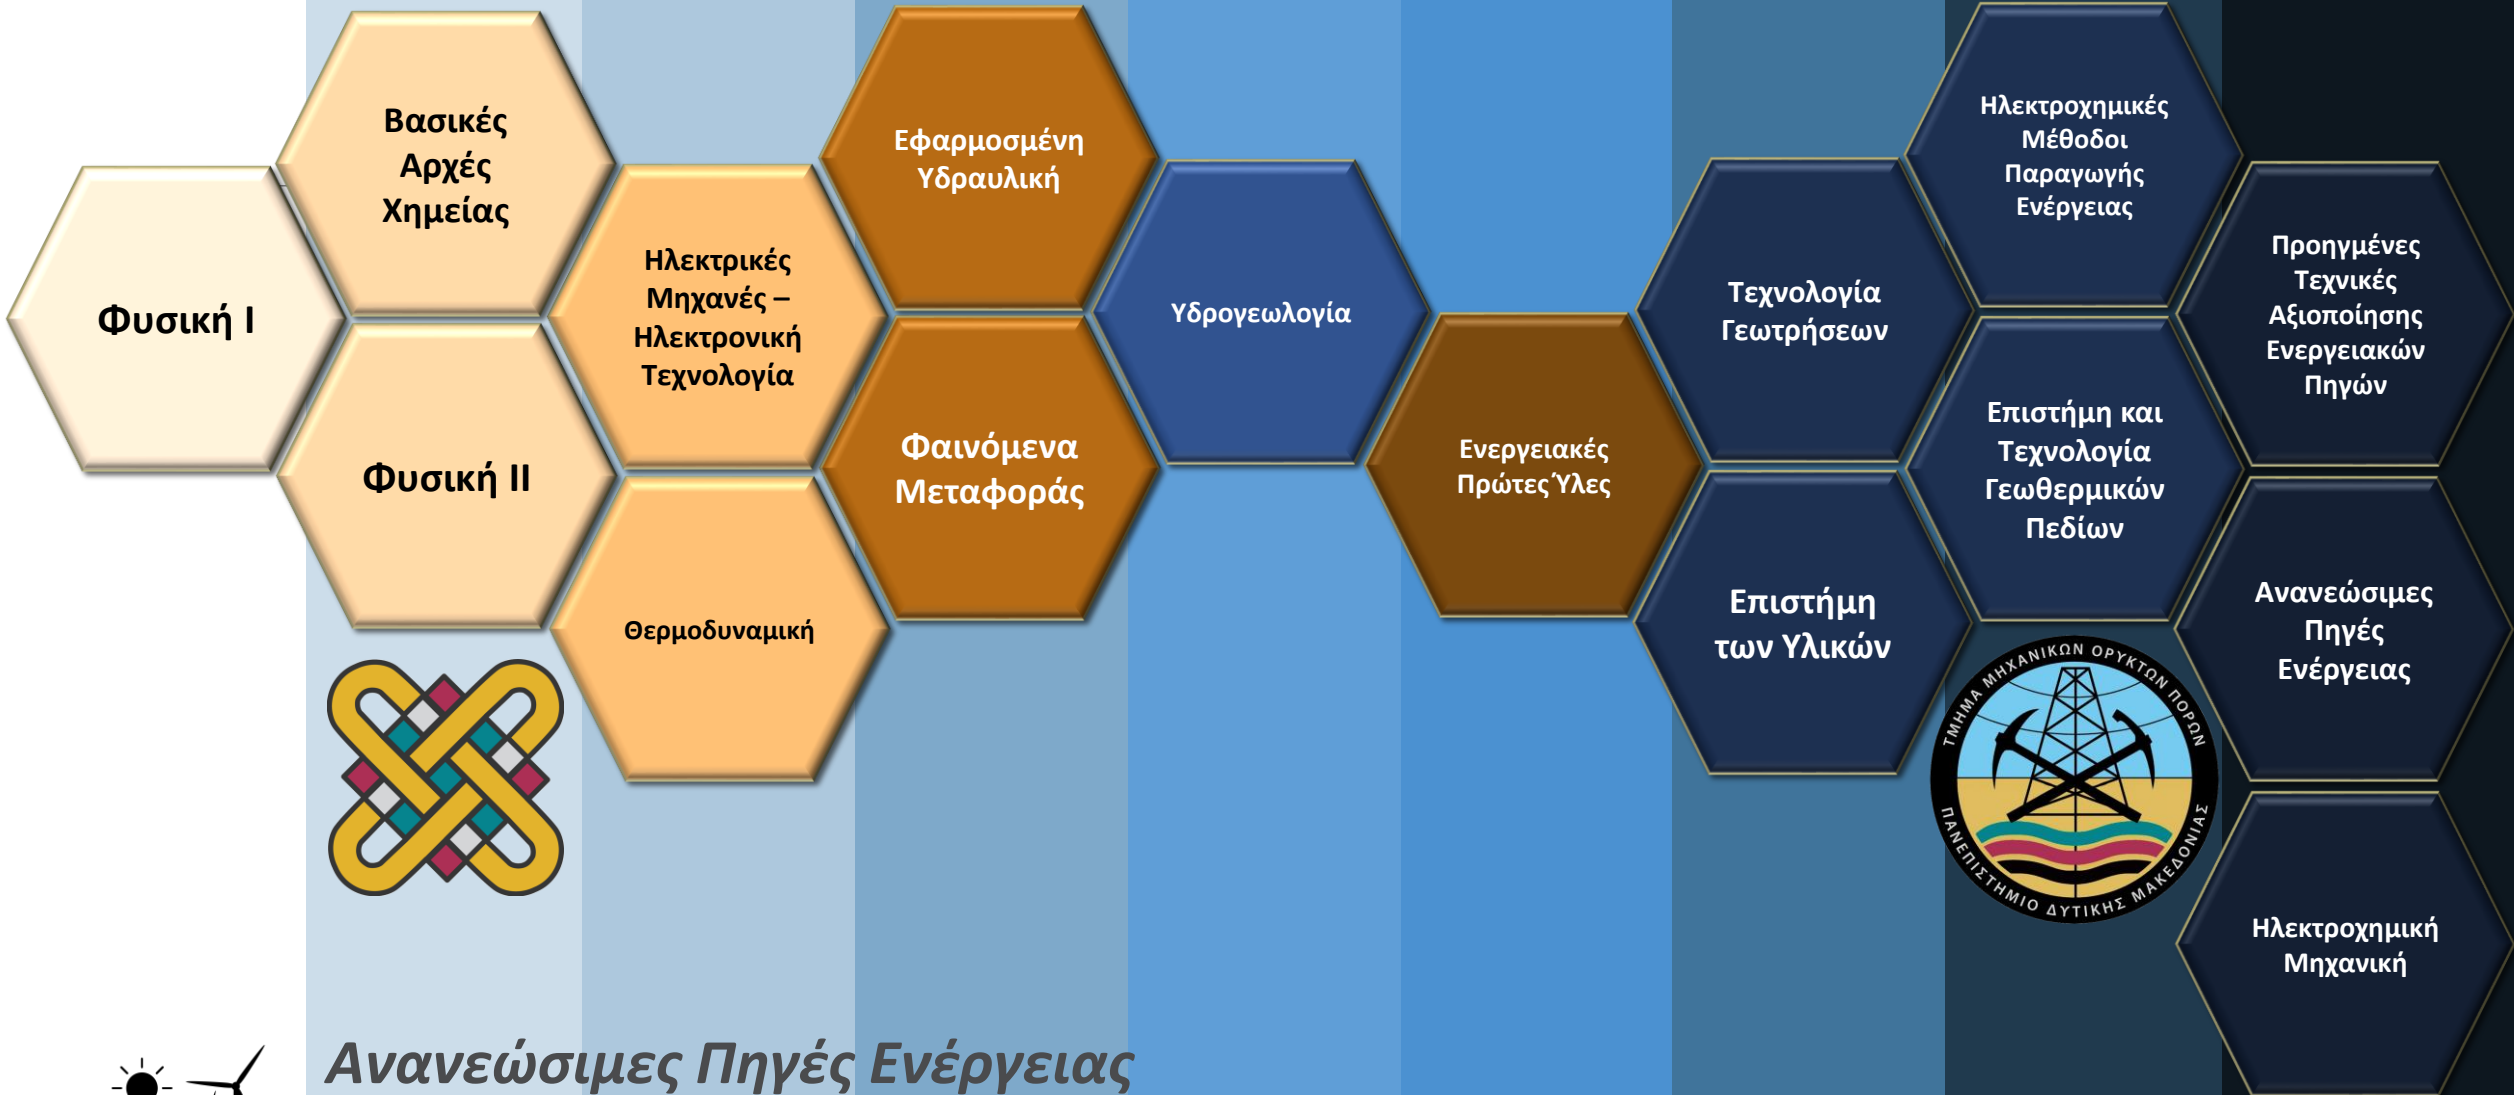 Φυσική Ι
Βασικές
Αρχές
Χημείας
Φυσική ΙΙ
Ηλεκτρικές
Μηχανές –
Ηλεκτρονική
Τεχνολογία
Θερμοδυναμική
Εφαρμοσμένη
Υδραυλική
Φαινόμενα
Μεταφοράς
Υδρογεωλογία
Ενεργειακές
Πρώτες Ύλες
Τεχνολογία
Γεωτρήσεων
Επιστήμη
των Υλικών
Ηλεκτροχημικές
Μέθοδοι
Παραγωγής
Ενέργειας
Επιστήμη και
Τεχνολογία
Γεωθερμικών
Πεδίων
Προηγμένες
Τεχνικές
Αξιοποίησης
Ενεργειακών
Πηγών
Ανανεώσιμες
Πηγές
Ενέργειας
Ηλεκτροχημική
Μηχανική
ΤΜΗΜΑ ΜΗΧΑΝΙΚΩΝ ΟΡΥΚΤΩΝ ΠΟΡΩΝ
ΠΑΝΕΠΙΣΤΗΜΙΟ ΔΥΤΙΚΗΣ ΜΑΚΕΔΟΝΙΑΣ
Ανανεώσιμες Πηγές Ενέργειας